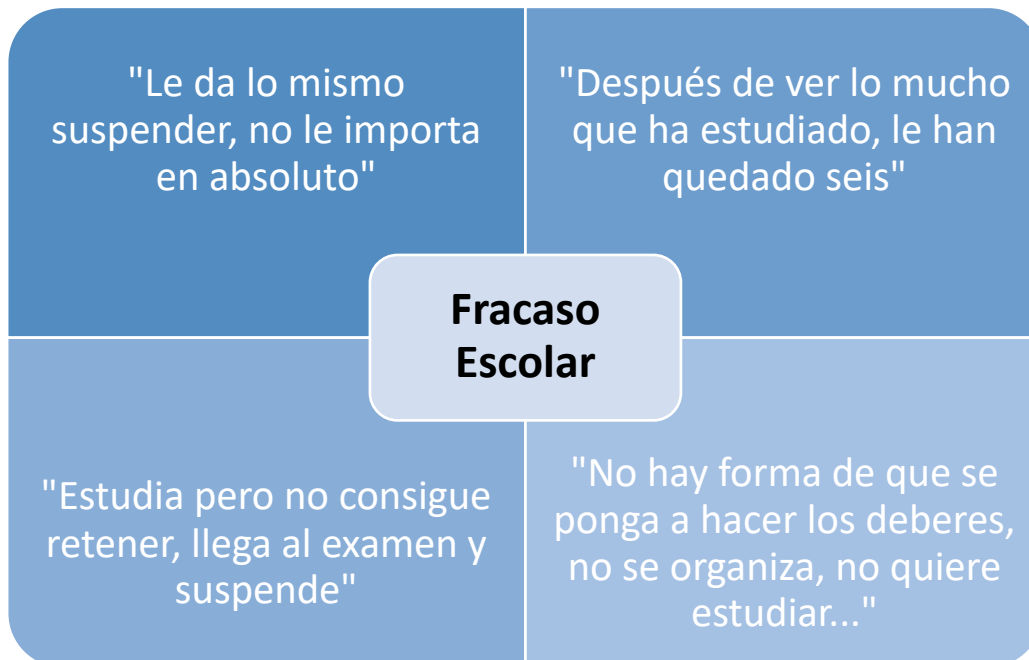 "Le da lo mismo
suspender, no le importa
en absoluto"
"Después de ver lo mucho
que ha estudiado, le han
quedado seis"
Fracaso
Escolar
"Estudia pero no consigue
retener, llega al examen y
suspende"
"No hay forma de que se
ponga a hacer los deberes,
no se organiza, no quiere
estudiar..."